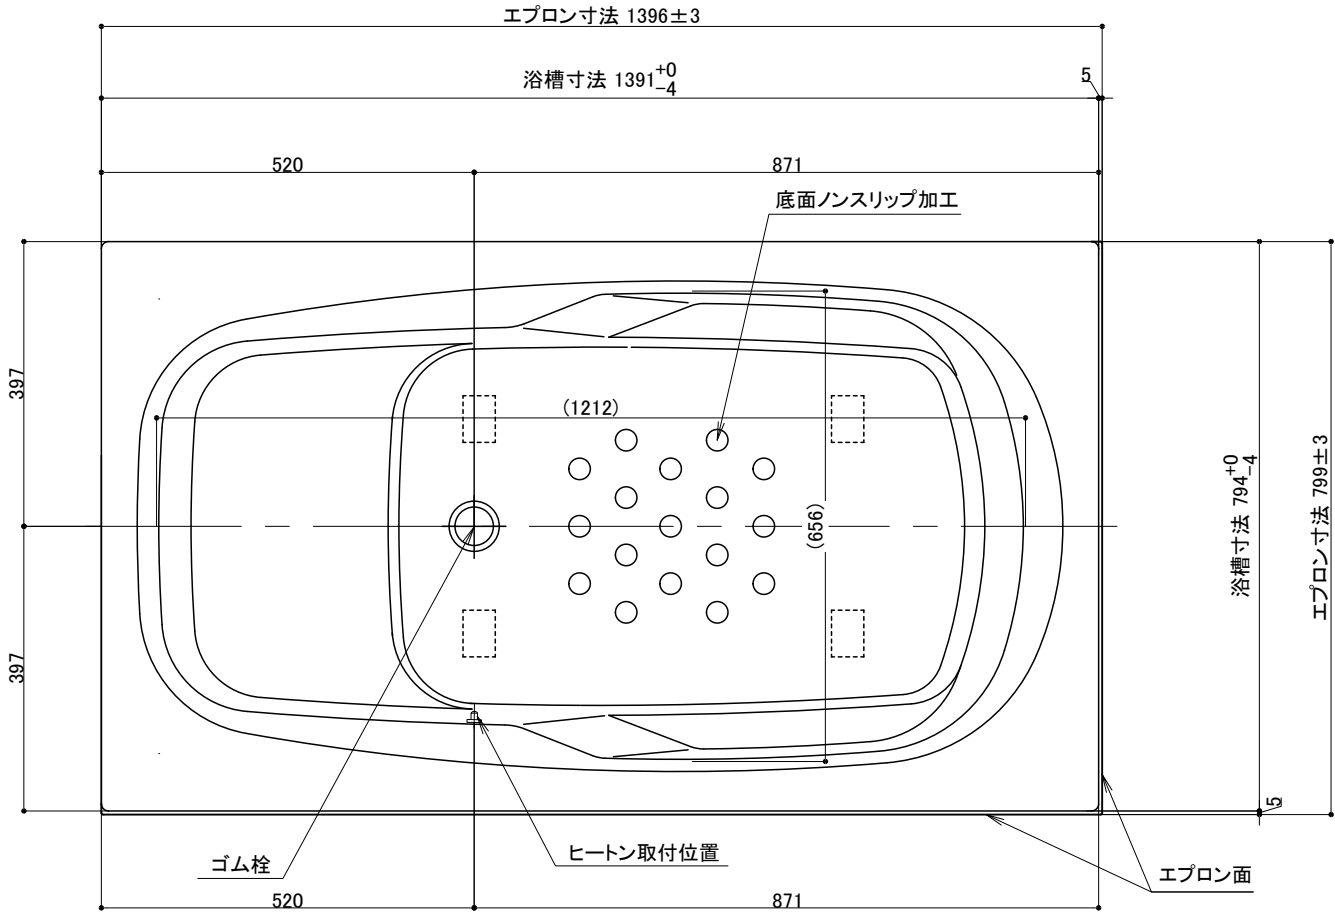 エプロン寸法 1396±3
浴槽寸法 1391 +0 -4
5
520
871
底面ノンスリップ加工
397
(1212)
(656)
浴槽寸法 794 +0 -4
エプロン寸法 799±3
397
5
ゴム栓
ヒートン取付位置
エプロン面
520
871